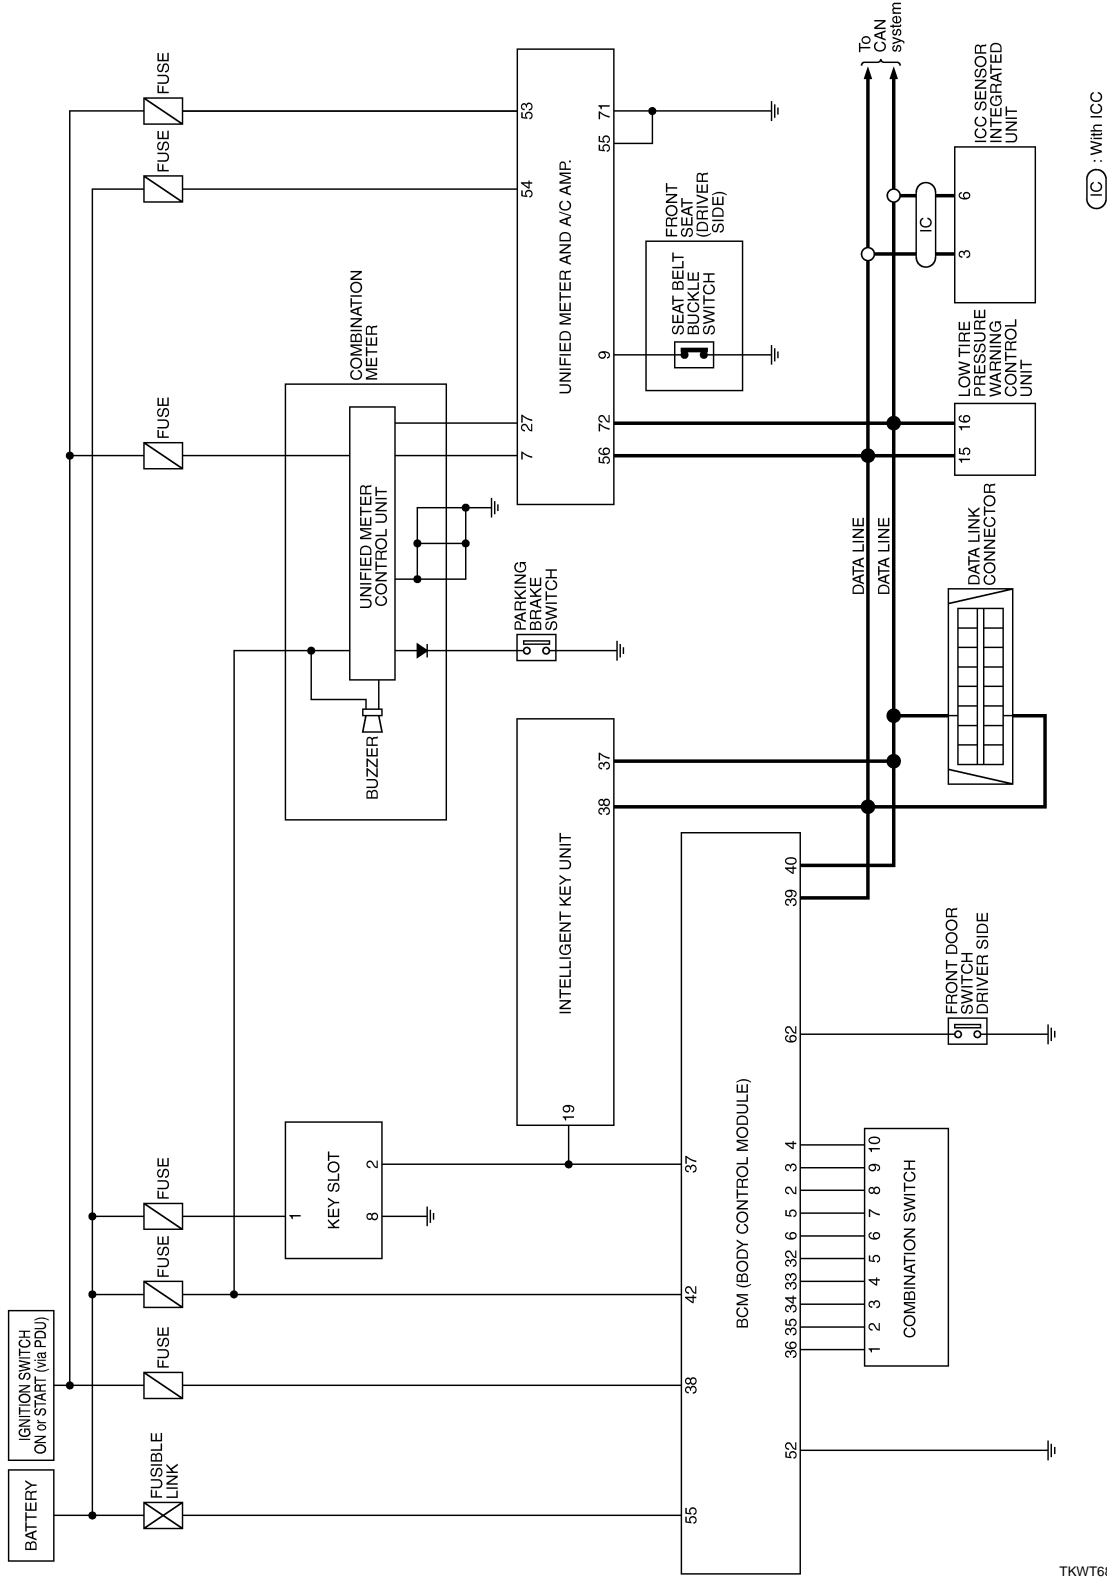 BATTERY
IGNITION SWITCH
ON or START (via PDU)
FUSIBLE
LINK
FUSE
FUSE
FUSE
FUSE
FUSE
FUSE
55
38
42
37
KEY SLOT
1
2
8
COMBINATION
METER
UNIFIED METER
CONTROL UNIT
BUZZER
PARKING
BRAKE
SWITCH
INTELLIGENT KEY UNIT
19
38
37
UNIFIED METER AND A/C AMP.
7
27
54
53
56
72
9
55
71
FRONT
SEAT
(DRIVER
SIDE)
SEAT BELT
BUCKLE
SWITCH
BCM (BODY CONTROL MODULE)
52
36
35
34
33
32
6
5
2
3
4
62
39
40
COMBINATION SWITCH
1
2
3
4
5
6
7
8
9
10
FRONT DOOR
SWITCH
DRIVER SIDE
DATA LINE
DATA LINE
DATA LINK
CONNECTOR
LOW TIRE
PRESSURE
WARNING
CONTROL
UNIT
15
16
ICC SENSOR
INTEGRATED
UNIT
3
6
IC
To
CAN
system
IC : With ICC
TKWT68